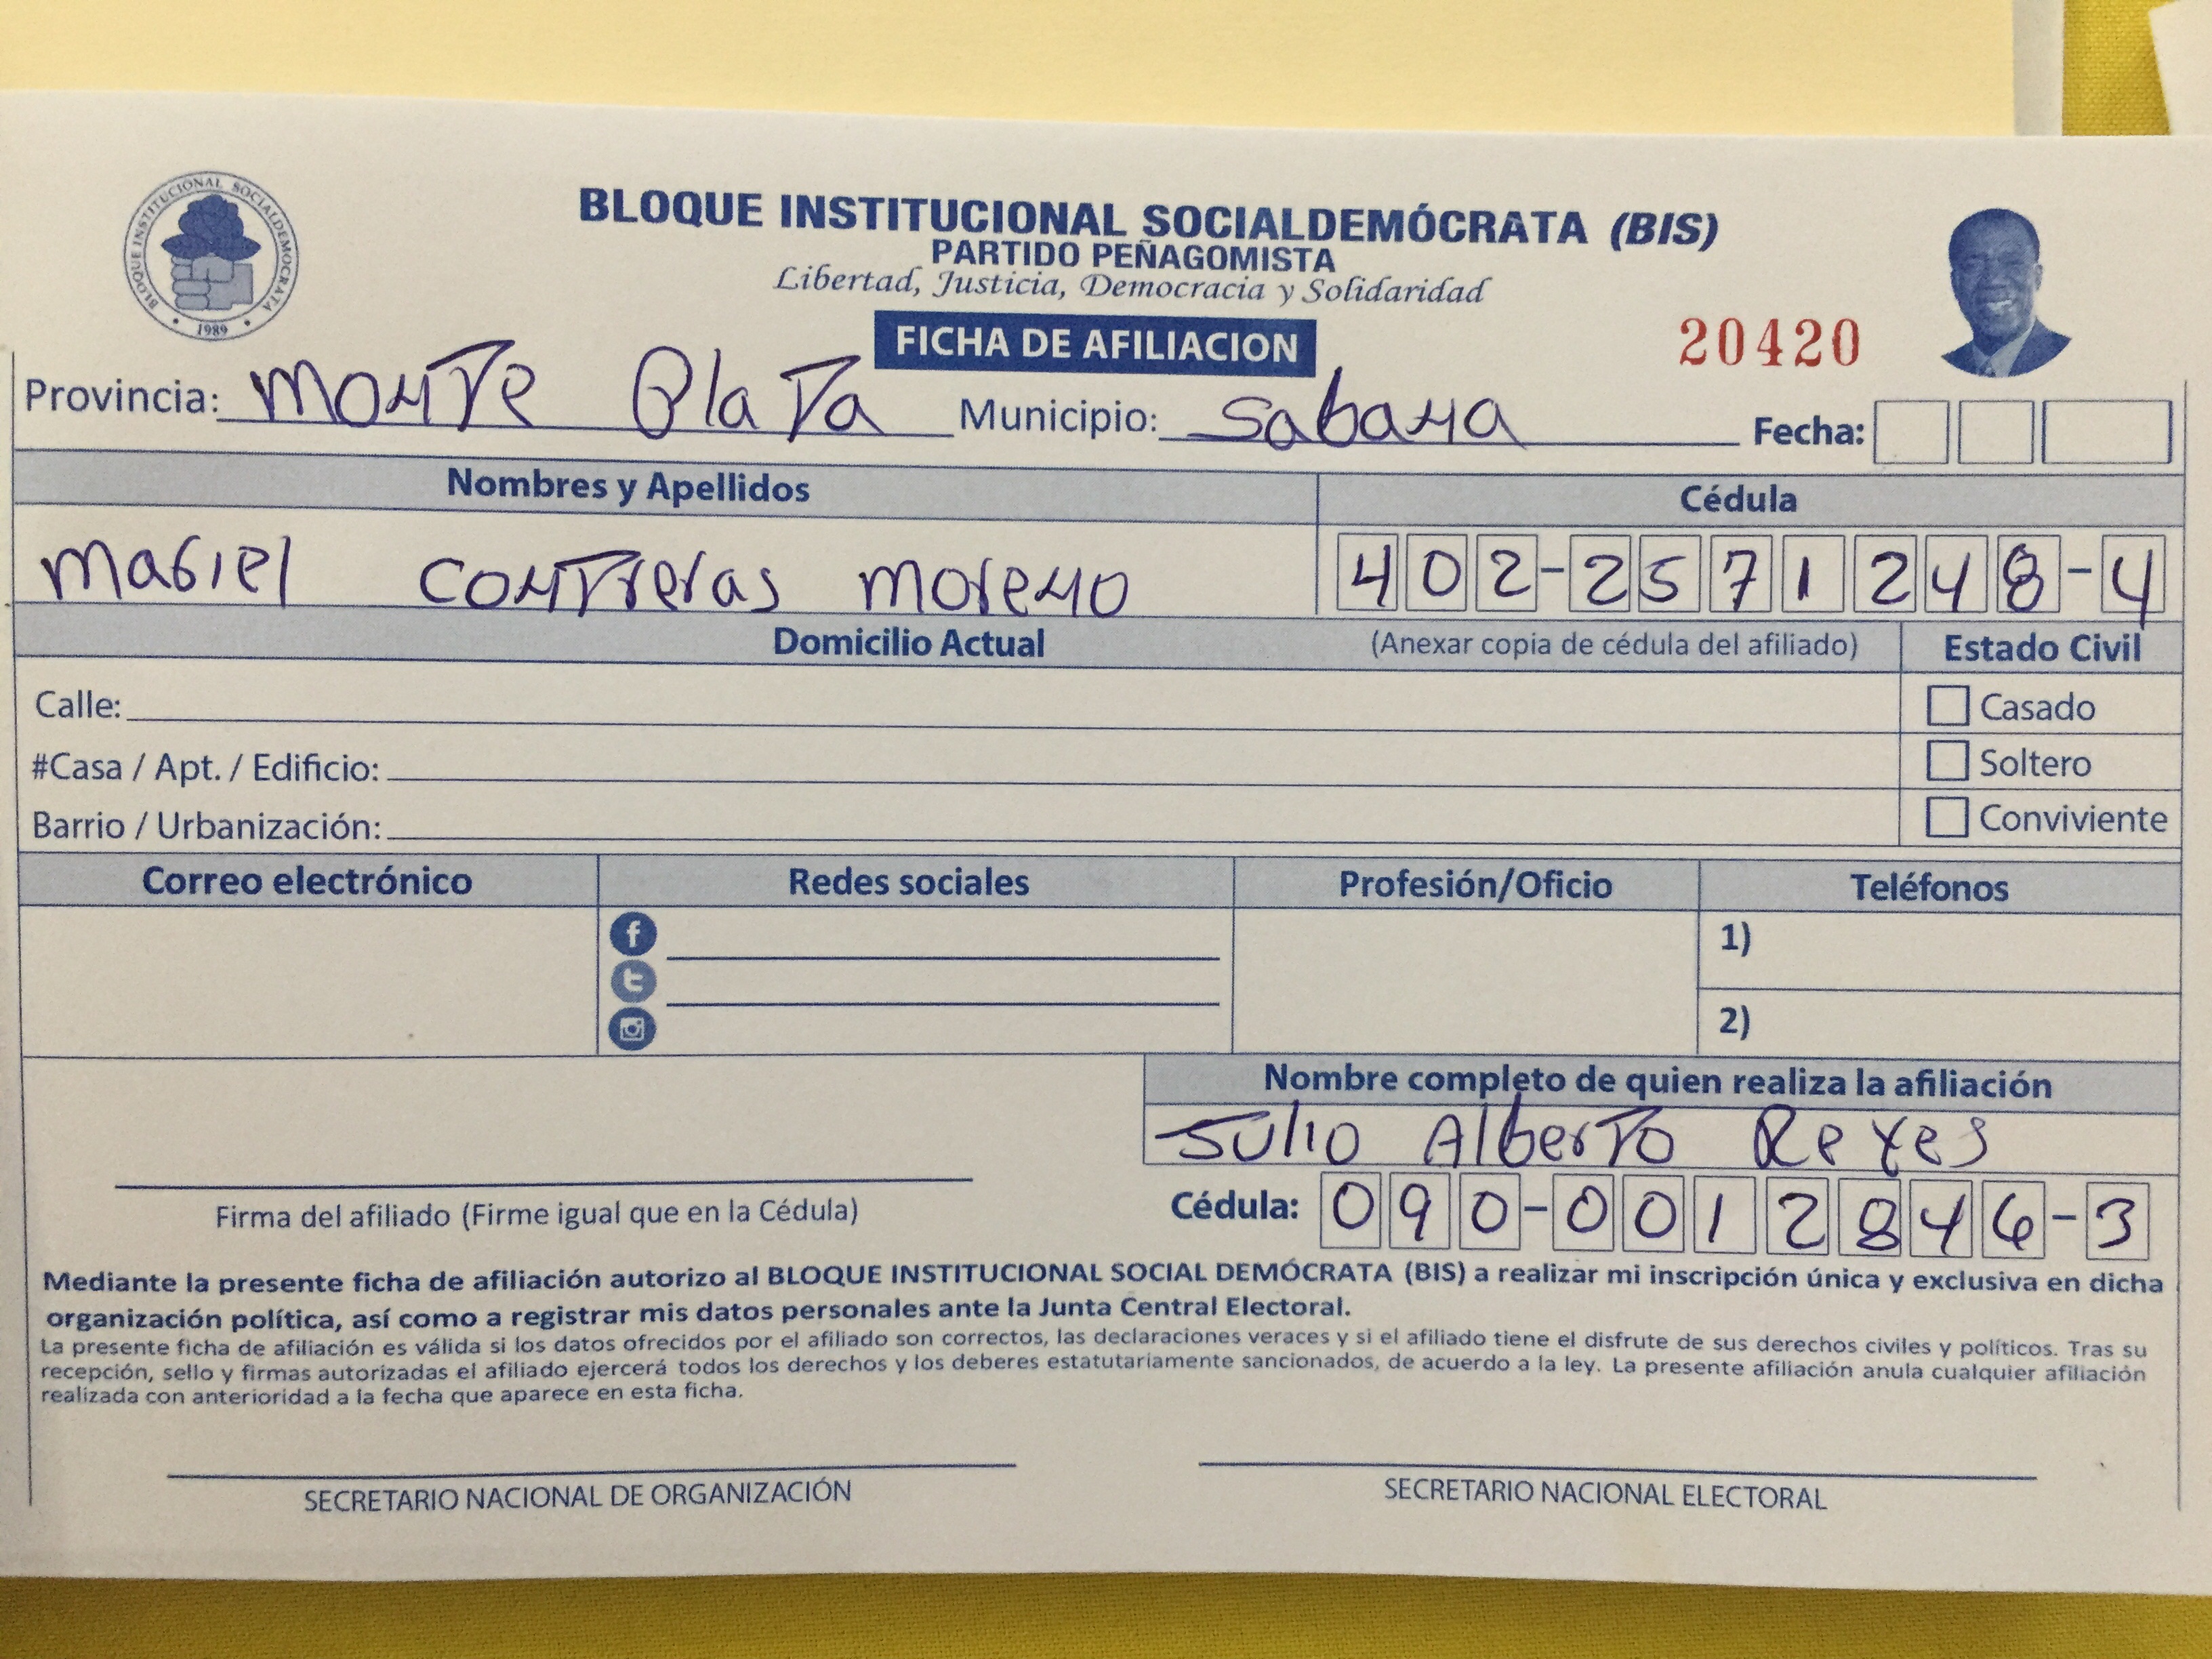 BLOQUE INSTITUCIONAL SOCIALDEMOCRATA
1989
BLOQUE INSTITUCIONAL SOCIALDEMÓCRATA (BIS)
PARTIDO PEÑAGOMISTA
Libertad, Justicia, Democracia y Solidaridad
FICHA DE AFILIACION
20420
Provincia: MONTE PlaTa Municipio: Sabana Fecha:
Nombres y Apellidos Cédula
Magiel CONTreras Moreno 402-2571248-4
Domicilio Actual (Anexar copia de cédula del afiliado) Estado Civil
Calle: Casado
#Casa / Apt. / Edificio: Soltero
Barrio / Urbanización: Conviviente
Correo electrónico Redes sociales Profesión/Oficio Teléfonos
1)
2)
Nombre completo de quien realiza la afiliación
Julio Alberto Reyes
Firma del afiliado (Firme igual que en la Cédula) Cédula: 090-0012846-3
Mediante la presente ficha de afiliación autorizo al BLOQUE INSTITUCIONAL SOCIAL DEMÓCRATA (BIS) a realizar mi inscripción única y exclusiva en dicha
organización política, así como a registrar mis datos personales ante la Junta Central Electoral.
La presente ficha de afiliación es válida si los datos ofrecidos por el afiliado son correctos, las declaraciones veraces y si el afiliado tiene el disfrute de sus derechos civiles y políticos. Tras su
recepción, sello y firmas autorizadas el afiliado ejercerá todos los derechos y los deberes estatutariamente sancionados, de acuerdo a la ley. La presente afiliación anula cualquier afiliación
realizada con anterioridad a la fecha que aparece en esta ficha.
SECRETARIO NACIONAL DE ORGANIZACIÓN SECRETARIO NACIONAL ELECTORAL